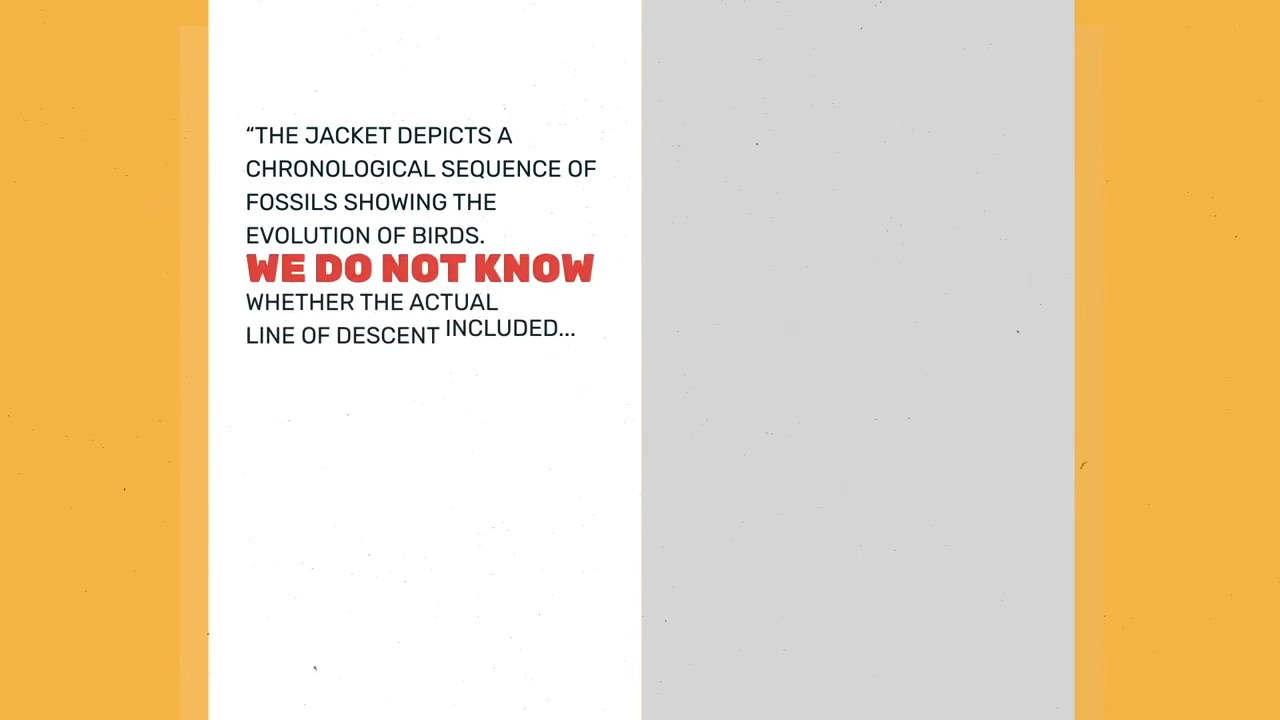 “THE JACKET DEPICTS A
CHRONOLOGICAL SEQUENCE OF
FOSSILS SHOWING THE
EVOLUTION OF BIRDS.
WE DO NOT KNOW
WHETHER THE ACTUAL
LINE OF DESCENT INCLUDED...